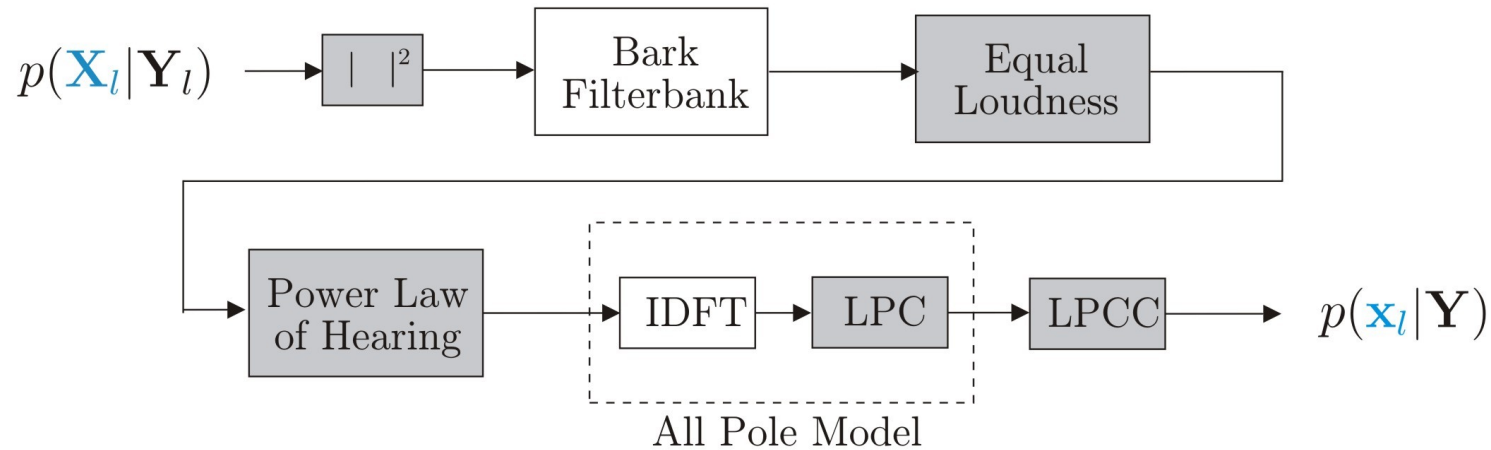 p(X_l|Y_l)
| |²
Bark
Filterbank
Equal
Loudness
Power Law
of Hearing
IDFT
LPC
LPCC
p(x_l|Y)
All Pole Model